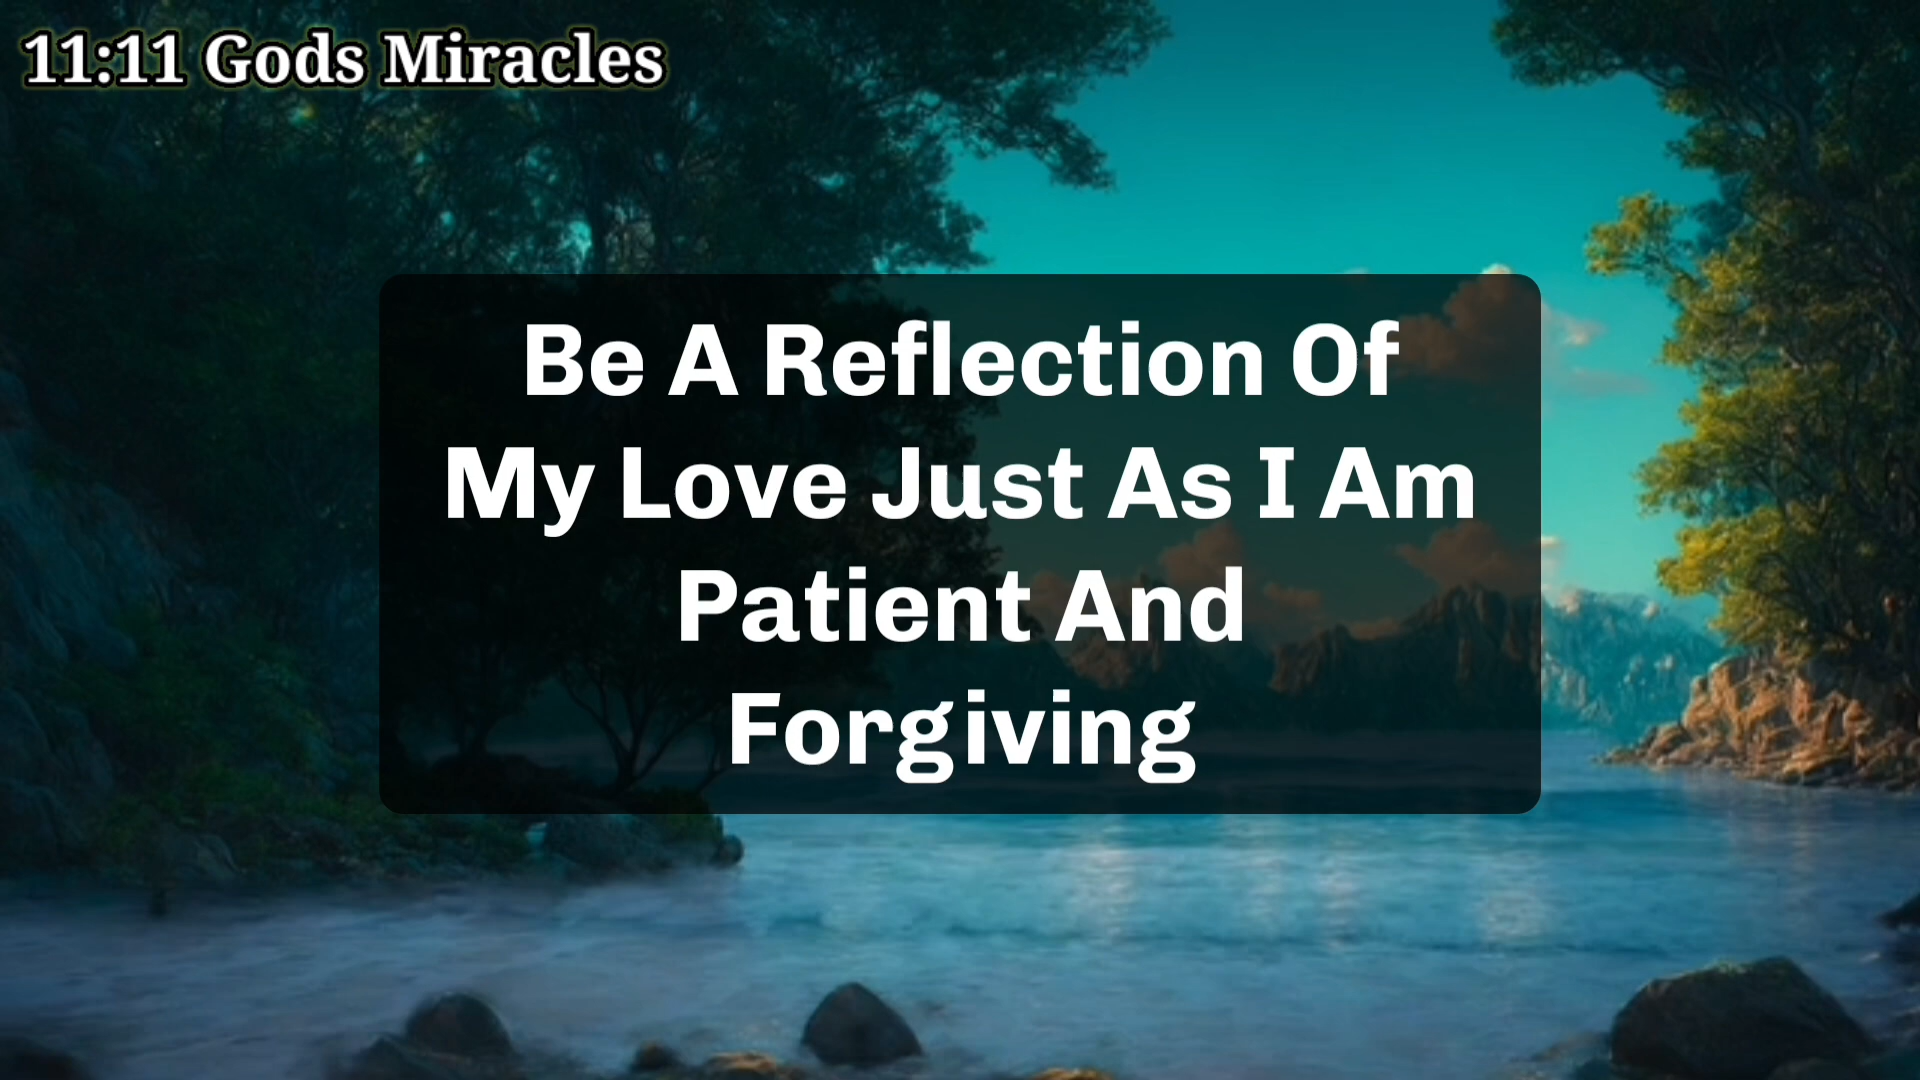 11:11 Gods Miracles
Be A Reflection Of
My Love Just As I Am
Patient And
Forgiving